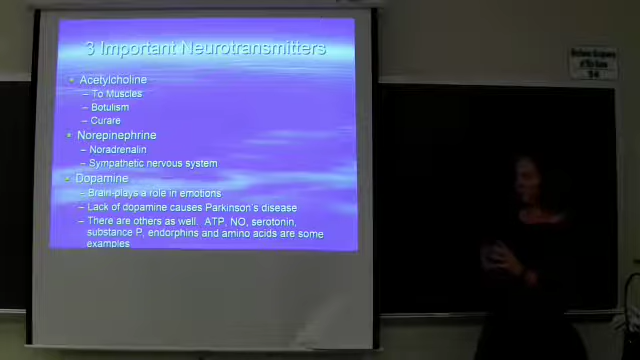 3 Important Neurotransmitters
Acetylcholine
– To Muscles
– Botulism
– Curare
Norepinephrine
– Noradrenalin
– Sympathetic nervous system
Dopamine
– Brain-plays a role in emotions
– Lack of dopamine causes Parkinson's disease
– There are others as well. ATP, NO, serotonin,
substance P, endorphins and amino acids are some
examples